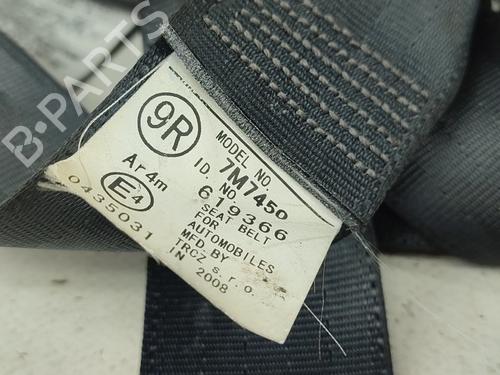 B-PARTS
9R
MODEL NO.
7M7450
ID. NO.
619366
SEAT BELT
FOR
AUTOMOBILES
MFD. BY
TRCZ s.r.o.
IN 2008
Ar4m
E4
0435031